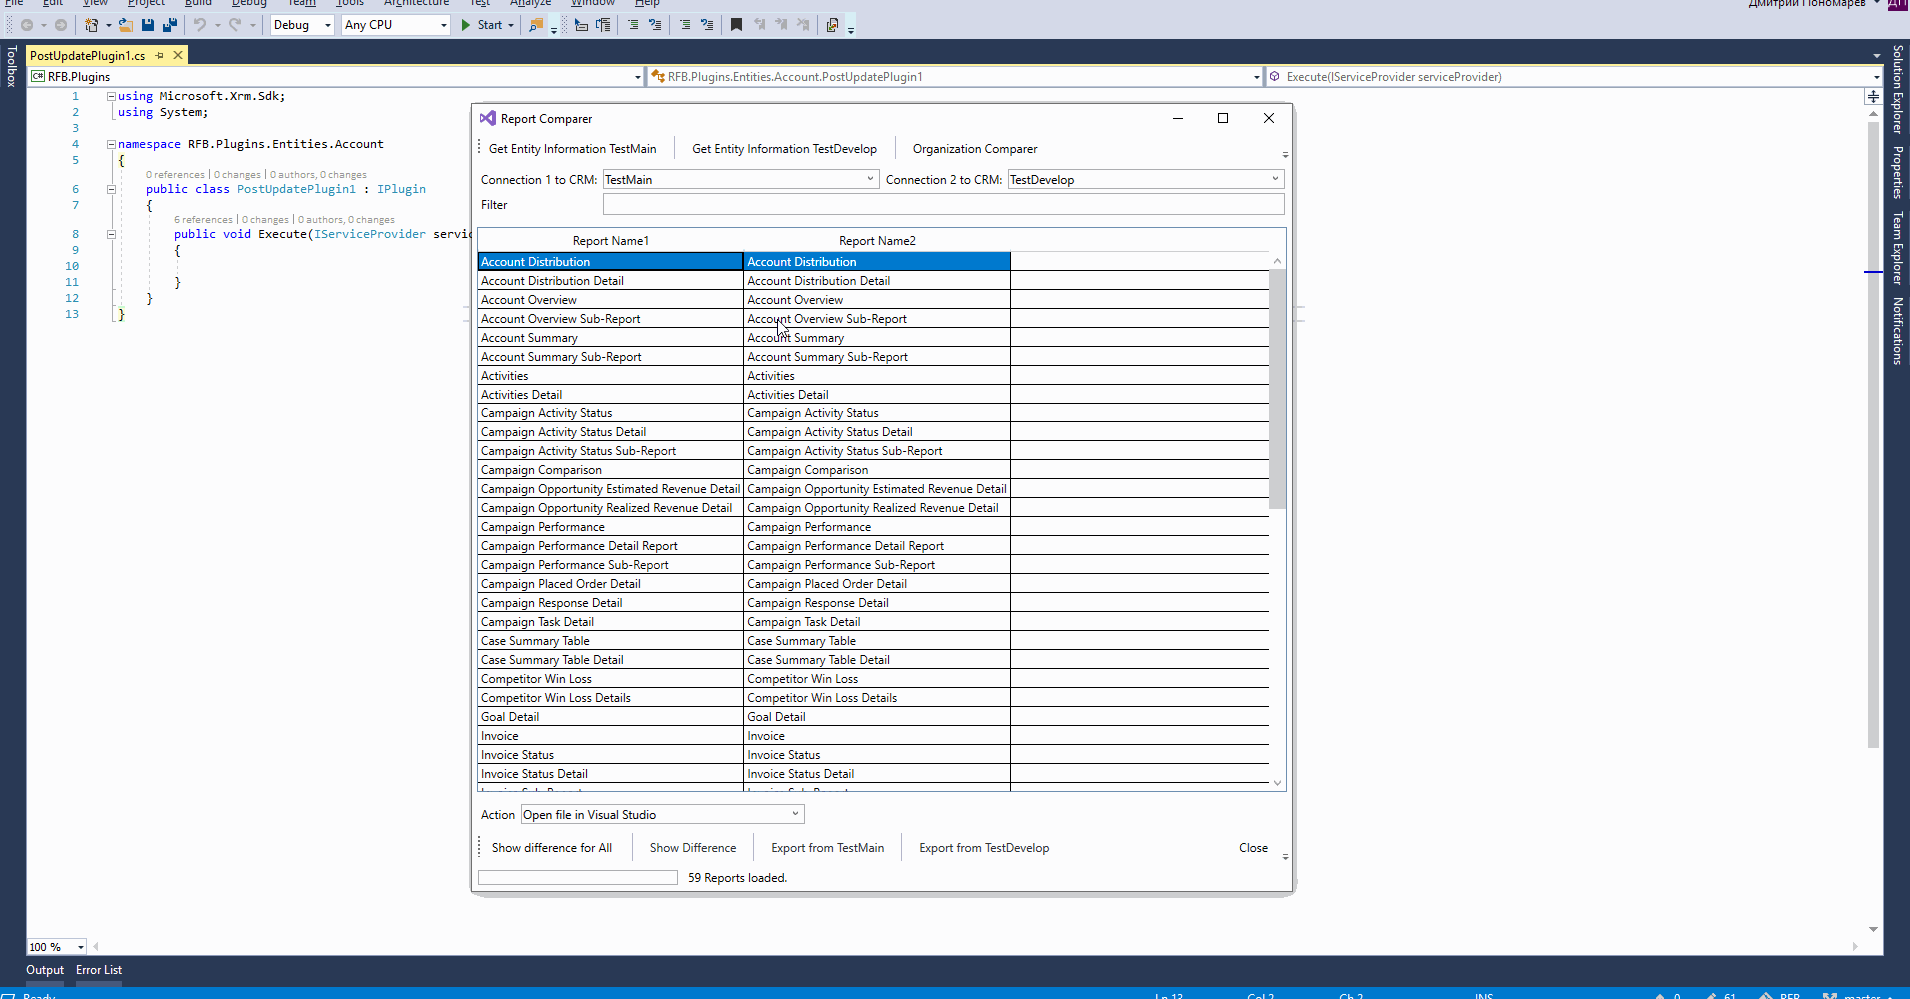 File Edit View Project Build Debug Team Tools Architecture Test Analyze Window Help
Дмитрий Пономарев ДП
Debug Any CPU Start
Toolbox
PostUpdatePlugin1.cs
C# RFB.Plugins
RFB.Plugins.Entities.Account.PostUpdatePlugin1
Execute(IServiceProvider serviceProvider)
1 using Microsoft.Xrm.Sdk;
2 using System;
3
4 namespace RFB.Plugins.Entities.Account
5 {
0 references | 0 changes | 0 authors, 0 changes
6 public class PostUpdatePlugin1 : IPlugin
7 {
6 references | 0 changes | 0 authors, 0 changes
8 public void Execute(IServiceProvider servic
9 {
10
11 }
12 }
13 }
Report Comparer
Get Entity Information TestMain Get Entity Information TestDevelop Organization Comparer
Connection 1 to CRM: TestMain Connection 2 to CRM: TestDevelop
Filter
Report Name1 Report Name2
Account Distribution Account Distribution
Account Distribution Detail Account Distribution Detail
Account Overview Account Overview
Account Overview Sub-Report Account Overview Sub-Report
Account Summary Account Summary
Account Summary Sub-Report Account Summary Sub-Report
Activities Activities
Activities Detail Activities Detail
Campaign Activity Status Campaign Activity Status
Campaign Activity Status Detail Campaign Activity Status Detail
Campaign Activity Status Sub-Report Campaign Activity Status Sub-Report
Campaign Comparison Campaign Comparison
Campaign Opportunity Estimated Revenue Detail Campaign Opportunity Estimated Revenue Detail
Campaign Opportunity Realized Revenue Detail Campaign Opportunity Realized Revenue Detail
Campaign Performance Campaign Performance
Campaign Performance Detail Report Campaign Performance Detail Report
Campaign Performance Sub-Report Campaign Performance Sub-Report
Campaign Placed Order Detail Campaign Placed Order Detail
Campaign Response Detail Campaign Response Detail
Campaign Task Detail Campaign Task Detail
Case Summary Table Case Summary Table
Case Summary Table Detail Case Summary Table Detail
Competitor Win Loss Competitor Win Loss
Competitor Win Loss Details Competitor Win Loss Details
Goal Detail Goal Detail
Invoice Invoice
Invoice Status Invoice Status
Invoice Status Detail Invoice Status Detail
Invoice Sub-Report Invoice Sub-Report
Action Open file in Visual Studio
Show difference for All Show Difference Export from TestMain Export from TestDevelop Close
59 Reports loaded.
Solution Explorer
Properties
Team Explorer
Notifications
100 %
Output Error List
Ready Ln 13 Col 2 Ch 2 INS 0 61 RFB master